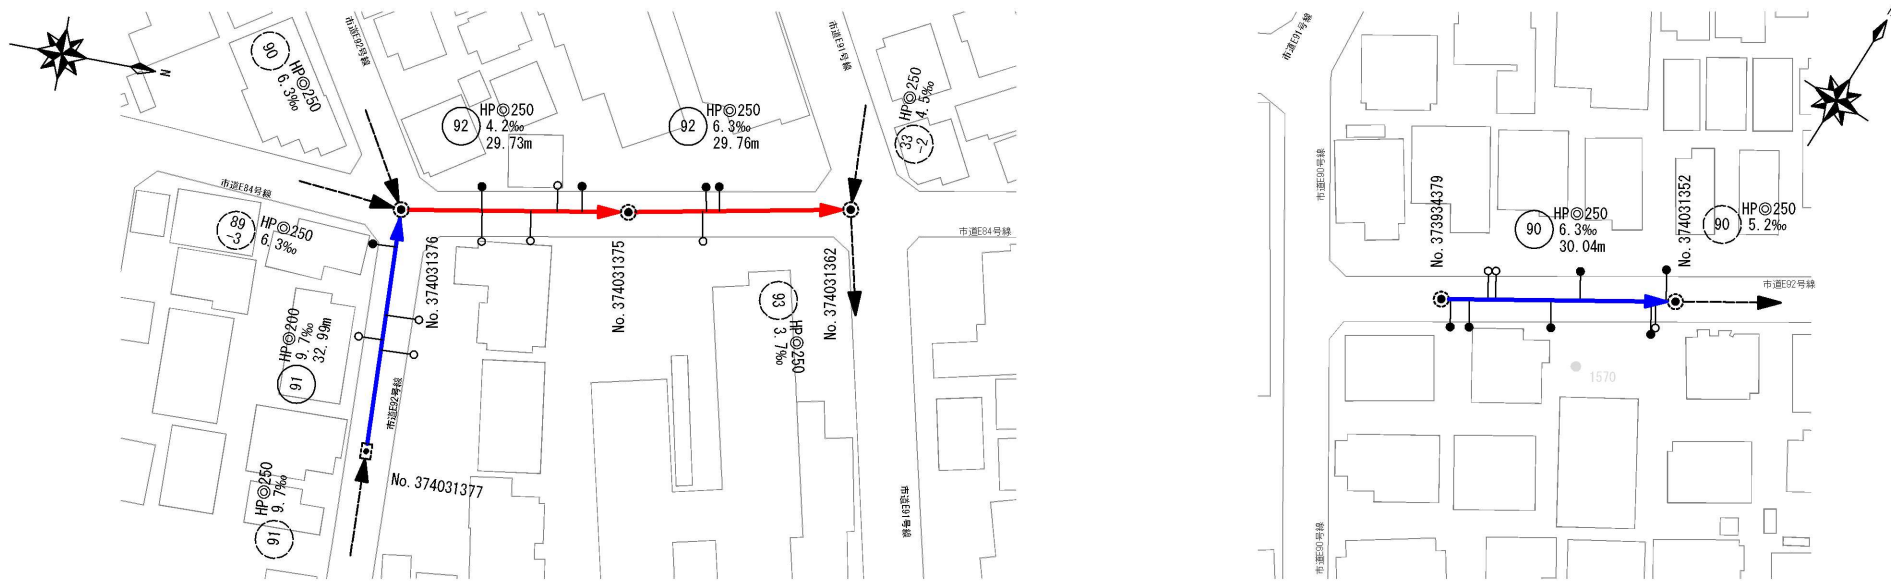 市道E92号線
市道E91号線
N
90
HP◎250
6.3‰
92
HP◎250
4.2‰
29.73m
92
HP◎250
6.3‰
29.76m
33
-2
HP◎250
4.5‰
市道E84号線
89
-3
HP◎250
6.3‰
市道E84号線
No.374031376
No.374031375
No.374031362
93
HP◎250
3.7‰
HP◎200
9.7‰
32.99m
91
市道E92号線
No.374031377
HP◎250
9.7‰
91
市道E91号線
市道E91号線
市道E90号線
No.373934379
90
HP◎250
6.3‰
30.04m
No.374031352
90
HP◎250
5.2‰
市道E92号線
1570
市道E90号線